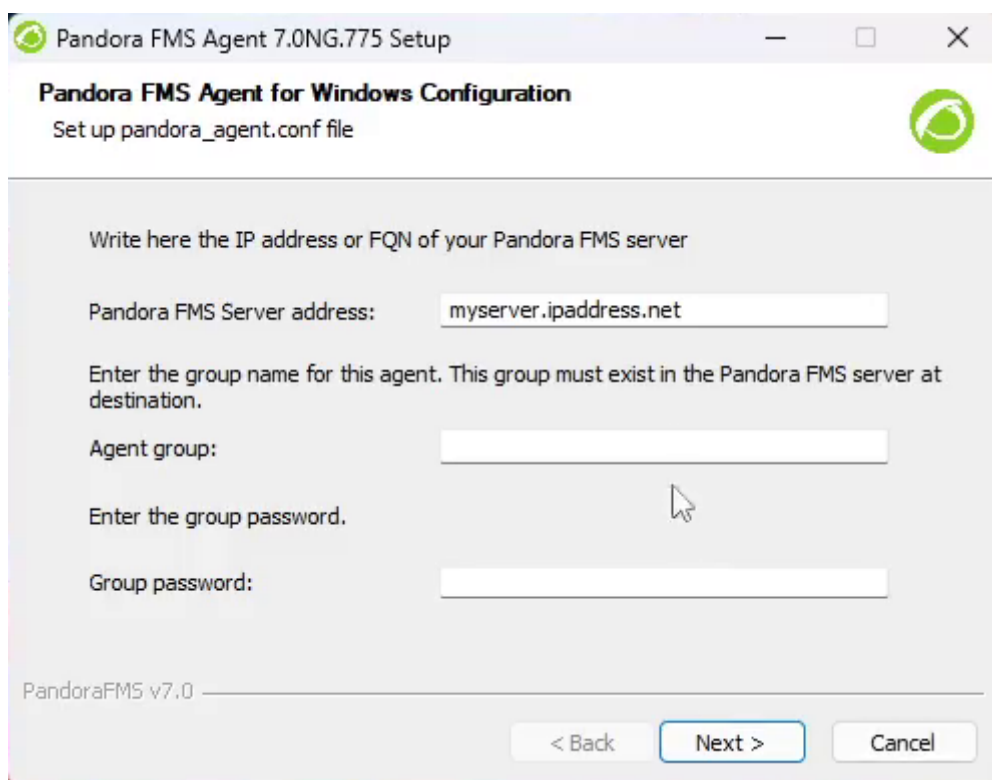 Pandora FMS Agent 7.0NG.775 Setup
Pandora FMS Agent for Windows Configuration
Set up pandora_agent.conf file
Write here the IP address or FQN of your Pandora FMS server
Pandora FMS Server address: myserver.ipaddress.net
Enter the group name for this agent. This group must exist in the Pandora FMS server at
destination.
Agent group:
Enter the group password.
Group password:
PandoraFMS v7.0
< Back Next > Cancel